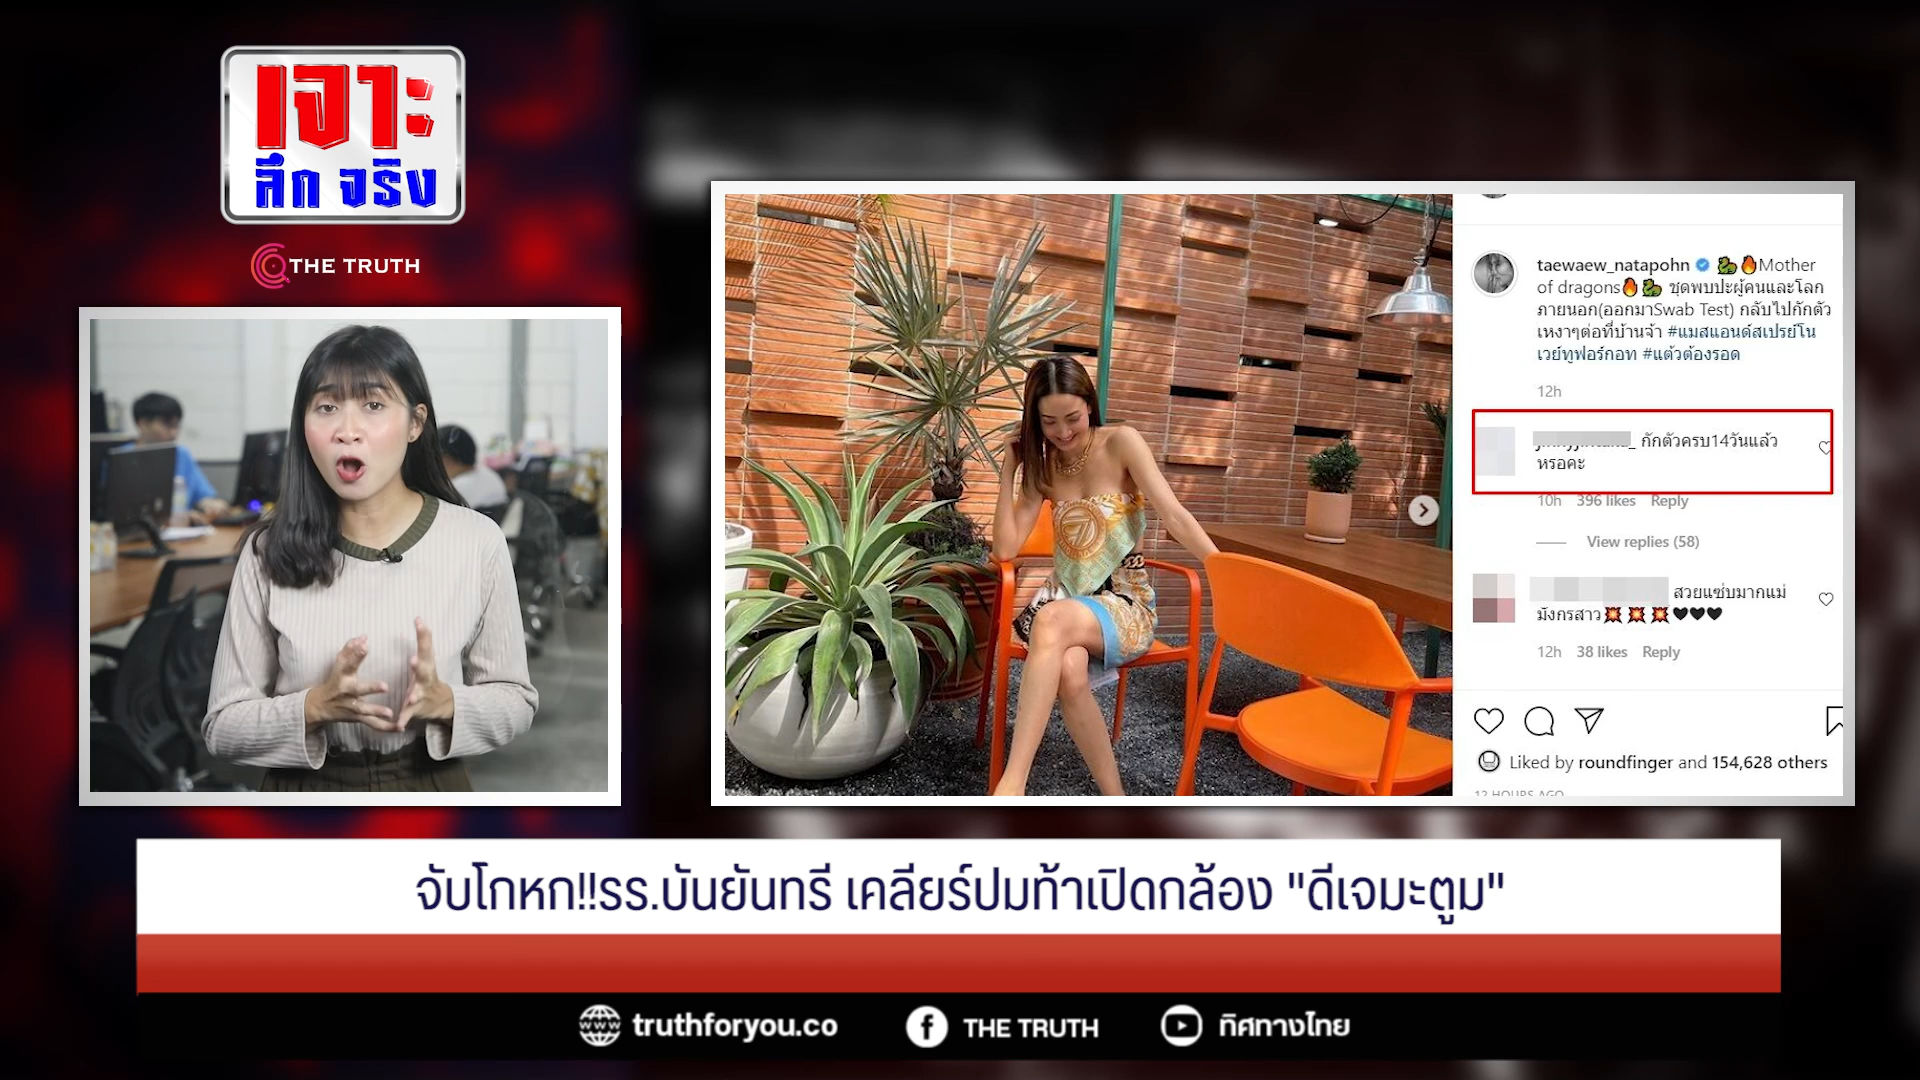 เจาะ
ลึก จริง
THE TRUTH
taewaew_natapohn 🐉🔥Mother
of dragons🔥🐉 ชุดพบปะผู้คนและโลก
ภายนอก(ออกมาSwab Test) กลับไปกักตัว
เหงาๆต่อที่บ้านจ้า #แมสแอนด์สเปรย์โน
เวย์ทูฟอร์กอท #แต้วต้องรอด
12h
กักตัวครบ14วันแล้ว
หรอคะ
10h 396 likes Reply
View replies (58)
สวยแซ่บมากแม่
มังกรสาว💥💥💥🖤🖤🖤
12h 38 likes Reply
Liked by roundfinger and 154,628 others
12 HOURS AGO
จับโกหก!!รร.บันยันทรี เคลียร์ปมท้าเปิดกล้อง "ดีเจมะตูม"
www truthforyou.co f THE TRUTH ทิศทางไทย